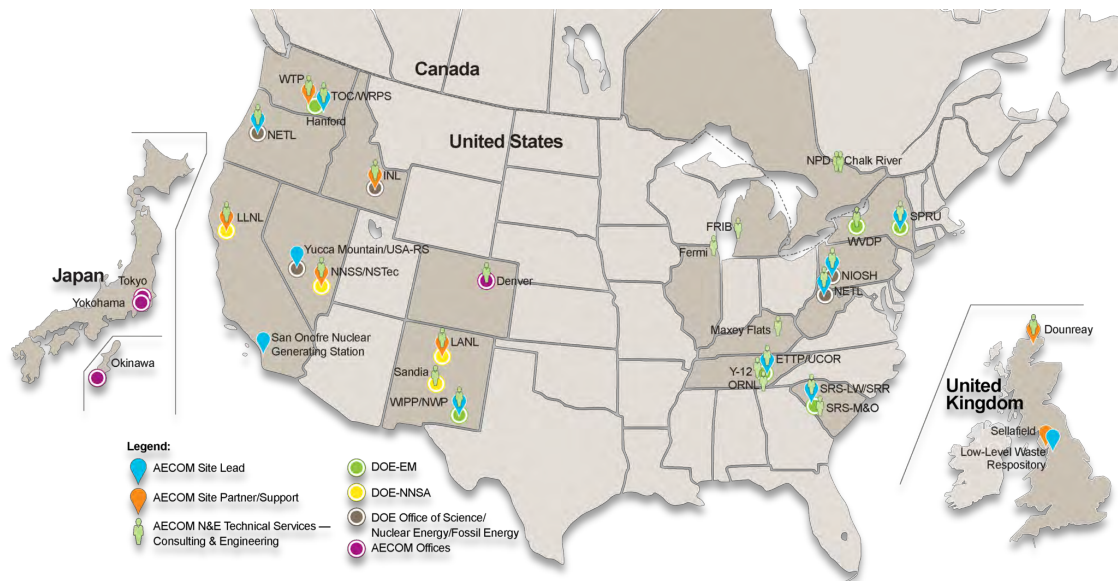 Canada
WTP
TOC/WRPS
Hanford
NETL
United States
INL
NPD
Chalk River
LLNL
FRIB
SPRU
Fermi
WVDP
Yucca Mountain/USA-RS
NNSS/NSTec
Denver
NIOSH
NETL
Japan
Tokyo
Yokohama
Okinawa
San Onofre Nuclear
Generating Station
LANL
Sandia
WIPP/NWP
Maxey Flats
ETTP/UCOR
Y-12
ORNL
SRS-LW/SRR
SRS-M&O
Dounreay
United
Kingdom
Sellafield
Low-Level Waste
Respository
Legend:
AECOM Site Lead
AECOM Site Partner/Support
AECOM N&E Technical Services —
Consulting & Engineering
DOE-EM
DOE-NNSA
DOE Office of Science/
Nuclear Energy/Fossil Energy
AECOM Offices